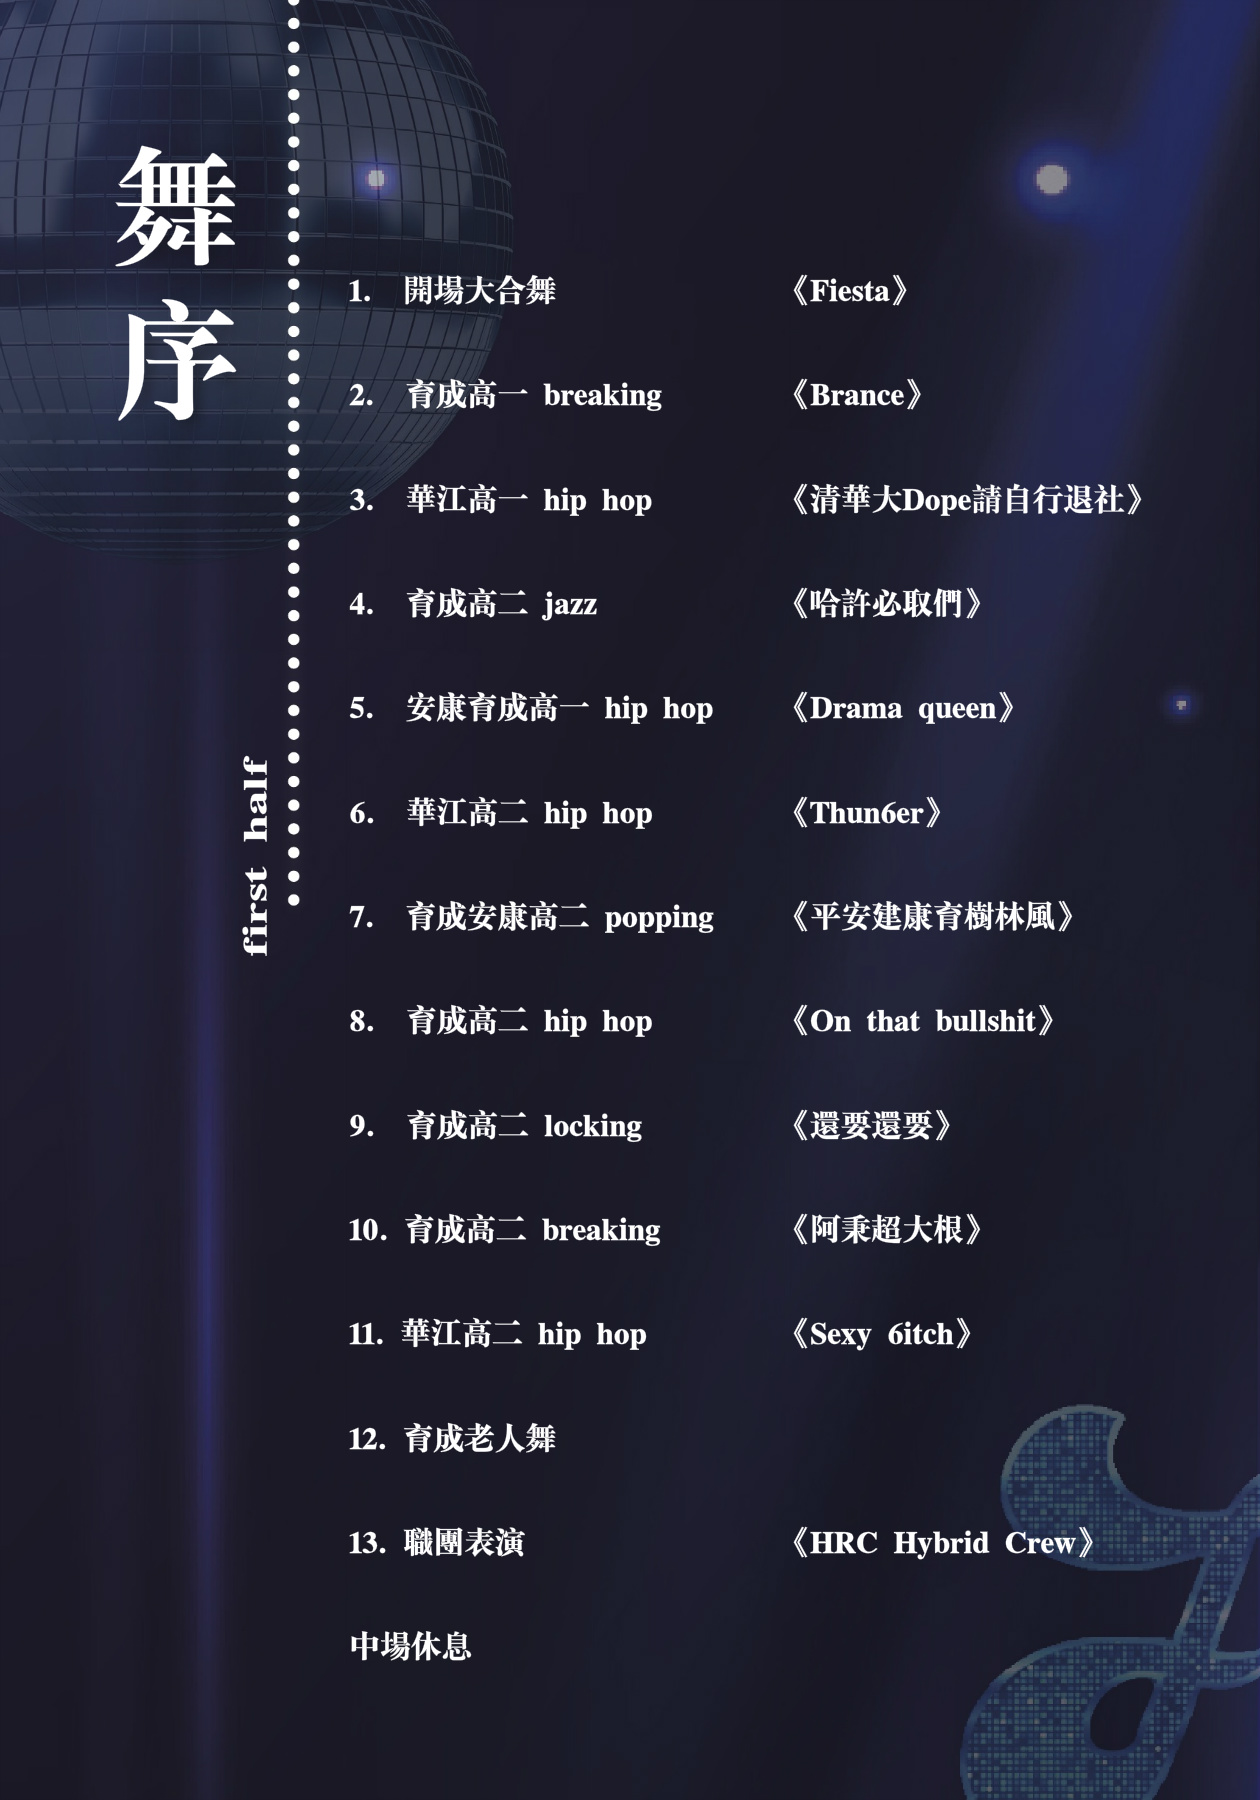 舞序
first half
1. 開場大合舞 《Fiesta》
2. 育成高一 breaking 《Brance》
3. 華江高一 hip hop 《清華大Dope請自行退社》
4. 育成高二 jazz 《哈許必取們》
5. 安康育成高一 hip hop 《Drama queen》
6. 華江高二 hip hop 《Thun6er》
7. 育成安康高二 popping 《平安建康育樹林風》
8. 育成高二 hip hop 《On that bullshit》
9. 育成高二 locking 《還要還要》
10. 育成高二 breaking 《阿秉超大根》
11. 華江高二 hip hop 《Sexy 6itch》
12. 育成老人舞
13. 職團表演 《HRC Hybrid Crew》
中場休息